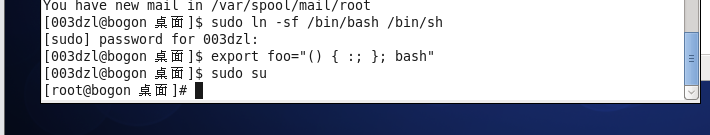 You have new mail in /var/spool/mail/root
[003dzl@bogon 桌面]$ sudo ln -sf /bin/bash /bin/sh
[sudo] password for 003dzl:
[003dzl@bogon 桌面]$ export foo="() { :; }; bash"
[003dzl@bogon 桌面]$ sudo su
[root@bogon 桌面]#